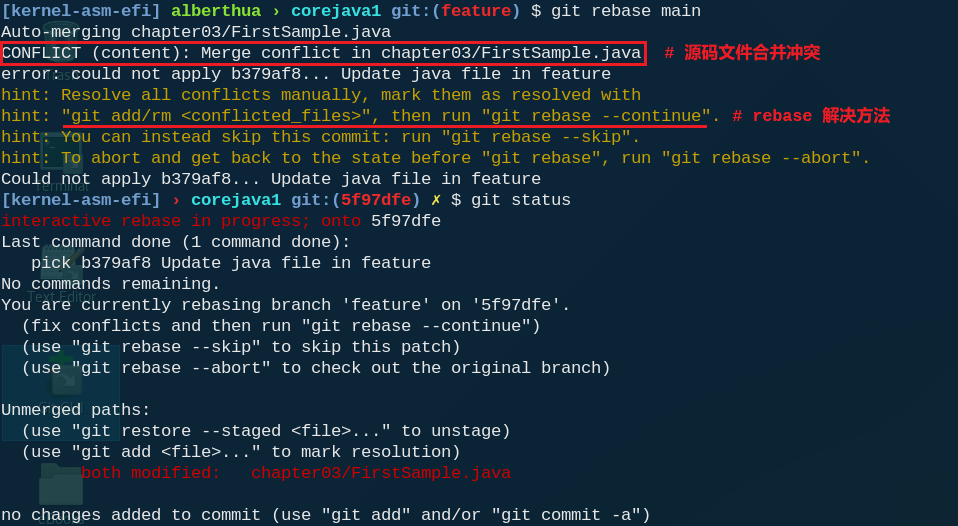 [kernel-asm-efi] alberthua › corejava1 git:(feature) $ git rebase main
Auto-merging chapter03/FirstSample.java
CONFLICT (content): Merge conflict in chapter03/FirstSample.java # 源码文件合并冲突
error: could not apply b379af8... Update java file in feature
hint: Resolve all conflicts manually, mark them as resolved with
hint: "git add/rm <conflicted_files>", then run "git rebase --continue". # rebase 解决方法
hint: You can instead skip this commit: run "git rebase --skip".
hint: To abort and get back to the state before "git rebase", run "git rebase --abort".
Could not apply b379af8... Update java file in feature
Terminal
[kernel-asm-efi] › corejava1 git:(5f97dfe) ✗ $ git status
interactive rebase in progress; onto 5f97dfe
Last command done (1 command done):
pick b379af8 Update java file in feature
No commands remaining.
Text Editor
You are currently rebasing branch 'feature' on '5f97dfe'.
(fix conflicts and then run "git rebase --continue")
(use "git rebase --skip" to skip this patch)
(use "git rebase --abort" to check out the original branch)
Unmerged paths:
(use "git restore --staged <file>..." to unstage)
(use "git add <file>..." to mark resolution)
both modified: chapter03/FirstSample.java
no changes added to commit (use "git add" and/or "git commit -a")